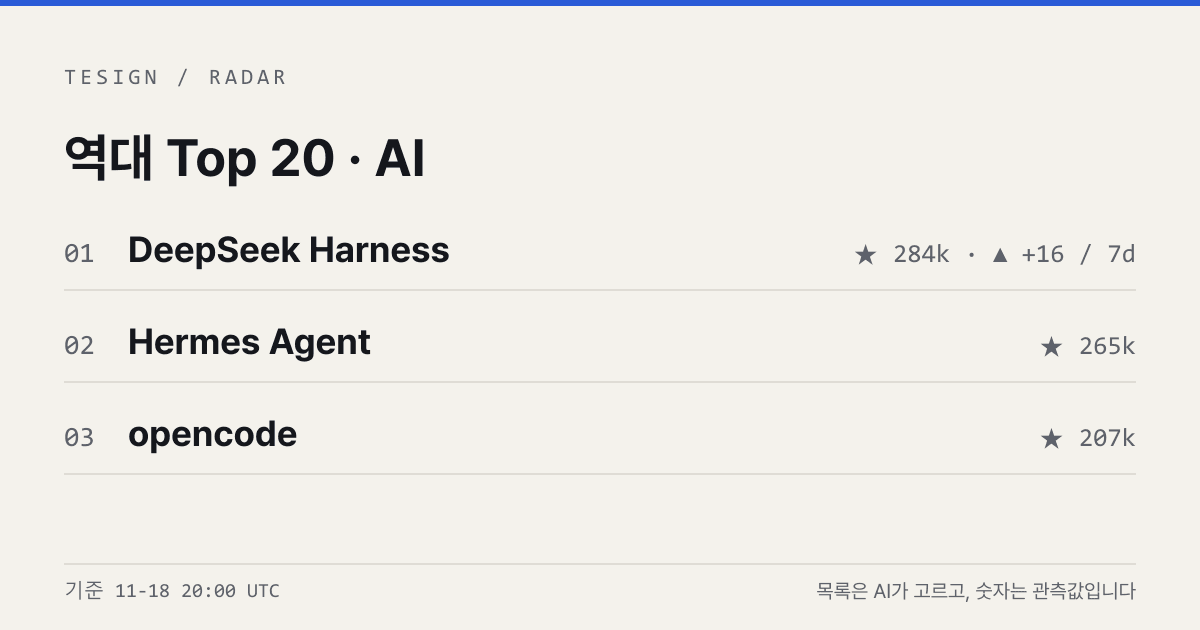 TESIGN / RADAR
역대 Top 20 · AI
01 DeepSeek Harness ★ 284k · ▲ +16 / 7d
02 Hermes Agent ★ 265k
03 opencode ★ 207k
기준 11-18 20:00 UTC 목록은 AI가 고르고, 숫자는 관측값입니다